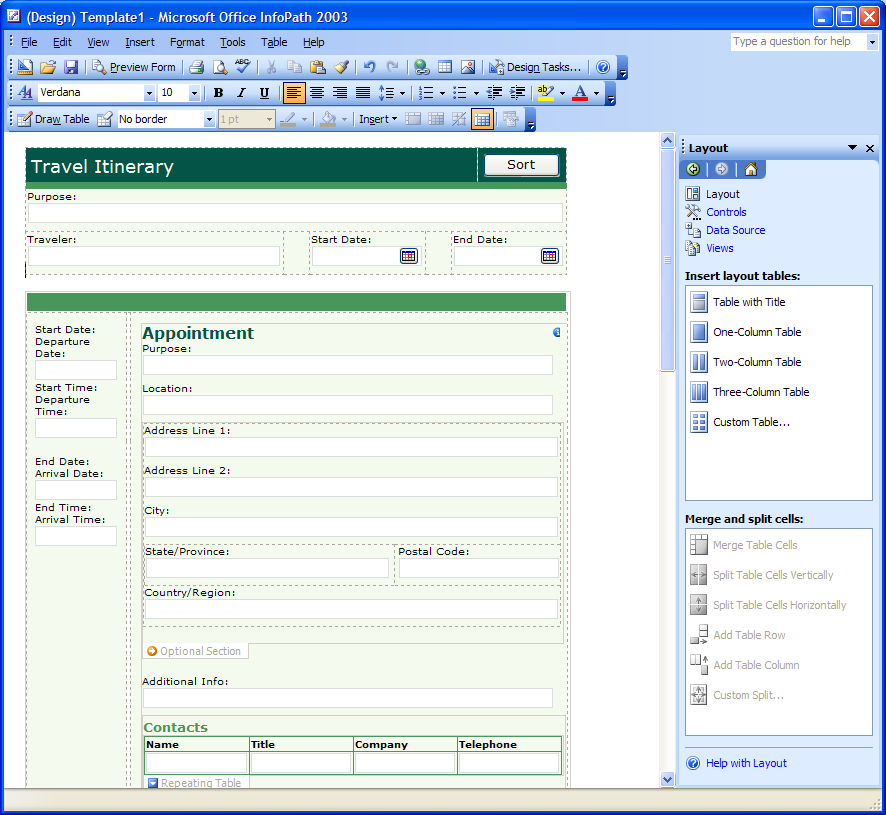 (Design) Template1 - Microsoft Office InfoPath 2003
File Edit View Insert Format Tools Table Help
Type a question for help
Preview Form ABC Design Tasks...
Verdana 10 B I U ab A
Draw Table No border 1 pt Insert
Travel Itinerary Sort
Purpose:
Traveler: Start Date: End Date:
Start Date:
Departure
Date:
Start Time:
Departure
Time:
End Date:
Arrival Date:
End Time:
Arrival Time:
Appointment
Purpose:
Location:
Address Line 1:
Address Line 2:
City:
State/Province: Postal Code:
Country/Region:
Optional Section
Additional Info:
Contacts
Name Title Company Telephone
Repeating Table
Layout
Layout
Controls
Data Source
Views
Insert layout tables:
Table with Title
One-Column Table
Two-Column Table
Three-Column Table
Custom Table...
Merge and split cells:
Merge Table Cells
Split Table Cells Vertically
Split Table Cells Horizontally
Add Table Row
Add Table Column
Custom Split...
Help with Layout